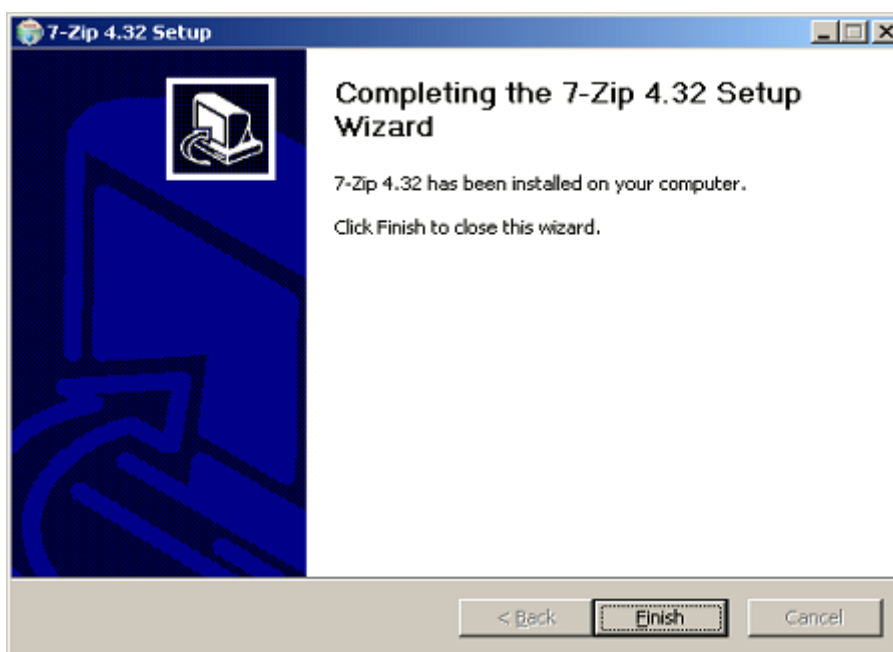 7-Zip 4.32 Setup
Completing the 7-Zip 4.32 Setup
Wizard
7-Zip 4.32 has been installed on your computer.
Click Finish to close this wizard.
< Back
Finish
Cancel